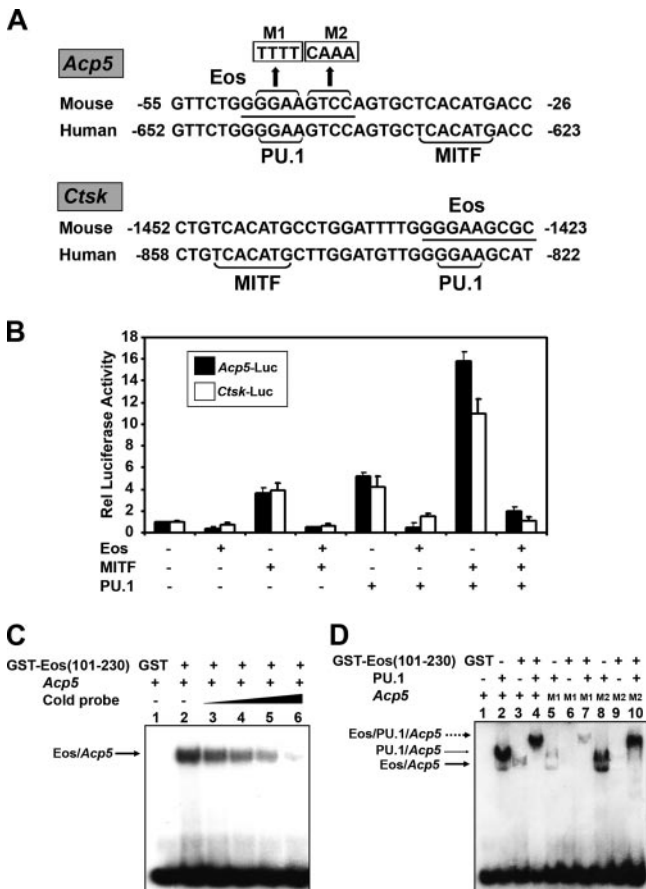 A
M1 M2
TTTT CAAA
Acp5
Eos
Mouse -55 GTTCTGGGGAAGTCCAGTGCTCACATGACC -26
Human -652 GTTCTGGGGAAGTCCAGTGCTCACATGACC -623
PU.1 MITF
Ctsk
Eos
Mouse -1452 CTGTCACATGCCTGGATTTTGGGGAAGCGC -1423
Human -858 CTGTCACATGCTTGGATGTTGGGGAAGCAT -822
MITF PU.1
B
18
16
14
12
10
8
6
4
2
0
Rel Luciferase Activity
Acp5-Luc
Ctsk-Luc
Eos - + - + - + - +
MITF - - + + - - + +
PU.1 - - - - + + + +
C
GST-Eos(101-230) GST + + + + +
Acp5 + + + + + +
Cold probe - -
1 2 3 4 5 6
Eos/Acp5
D
GST-Eos(101-230) GST - + + - + + - + +
PU.1 - + - + + - + + - +
Acp5 + + + + M1 M1 M1 M2 M2 M2
1 2 3 4 5 6 7 8 9 10
Eos/PU.1/Acp5
PU.1/Acp5
Eos/Acp5